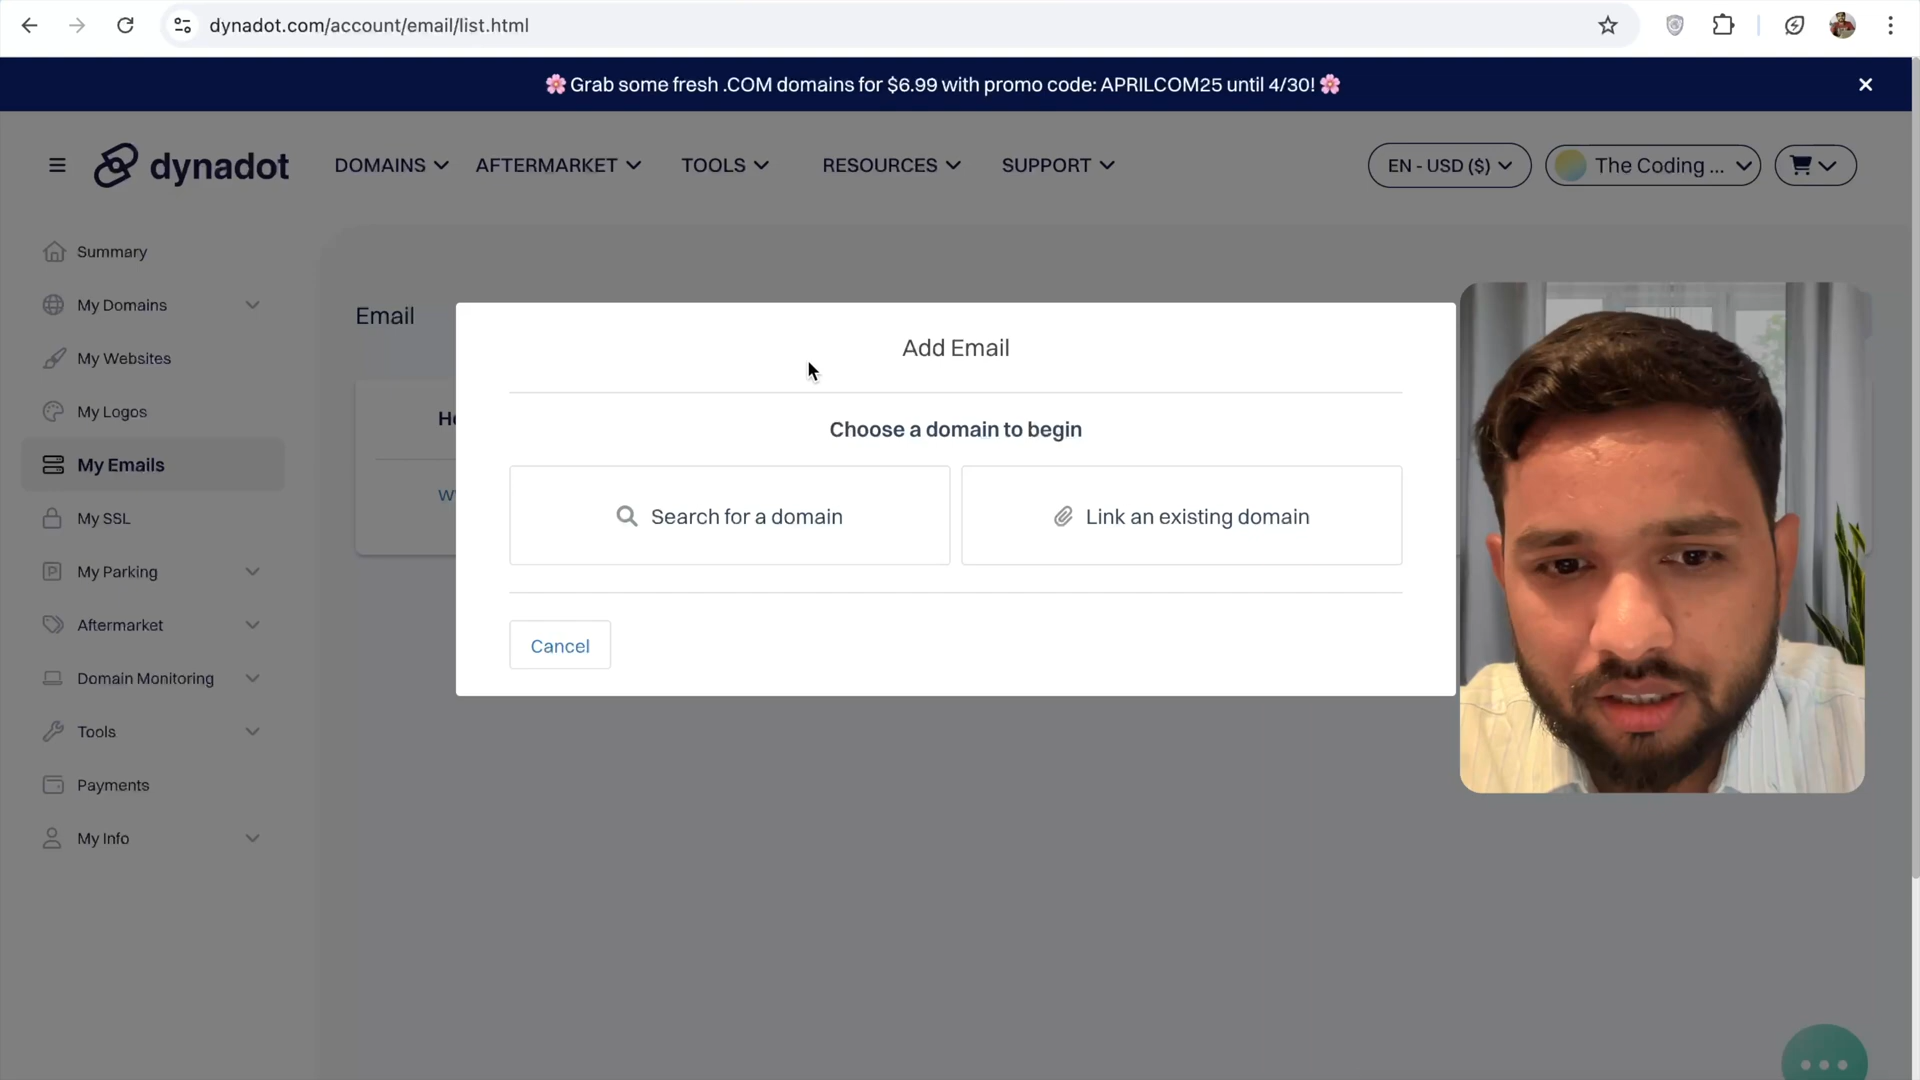 dynadot.com/account/email/list.html
🌸 Grab some fresh .COM domains for $6.99 with promo code: APRILCOM25 until 4/30! 🌸
dynadot
DOMAINS
AFTERMARKET
TOOLS
RESOURCES
SUPPORT
EN - USD ($)
The Coding ...
Summary
My Domains
My Websites
My Logos
My Emails
My SSL
My Parking
Aftermarket
Domain Monitoring
Tools
Payments
My Info
Email
Add Email
Choose a domain to begin
Search for a domain
Link an existing domain
Cancel